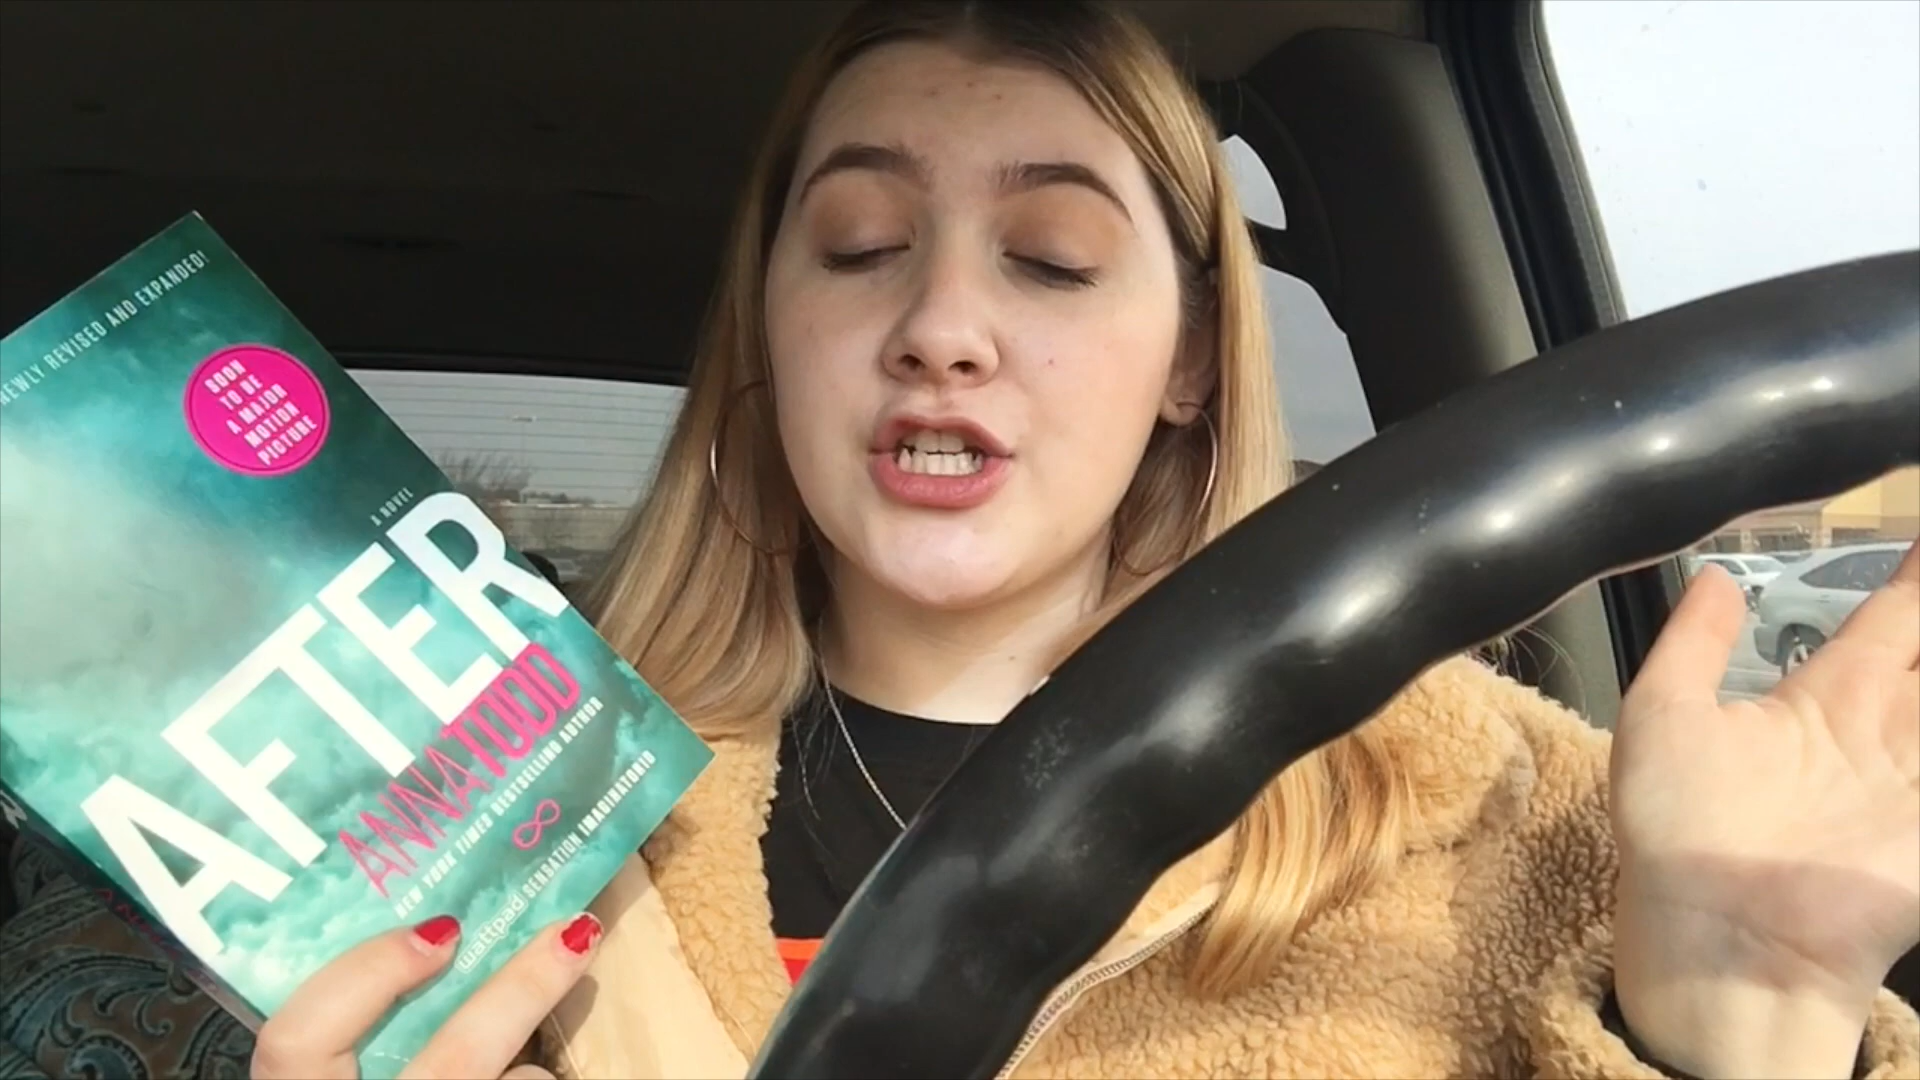 NEWLY REVISED AND EXPANDED!
SOON
TO BE
A MAJOR
MOTION
PICTURE
A NOVEL
AFTER
ANNA TODD
NEW YORK TIMES BESTSELLING AUTHOR
wattpad SENSATION IMAGINATOR1D